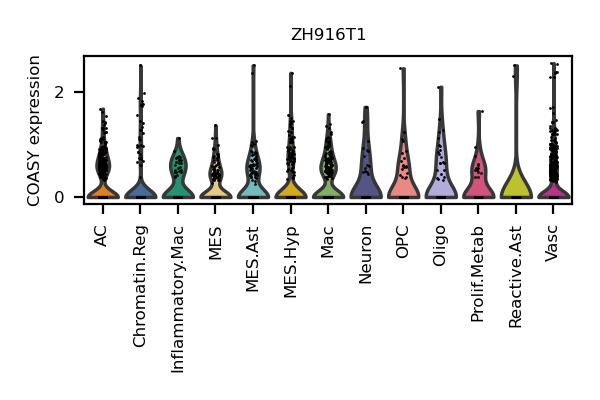 ZH916T1
COASY expression
2
0
AC
Chromatin.Reg
Inflammatory.Mac
MES
MES.Ast
MES.Hyp
Mac
Neuron
OPC
Oligo
Prolif.Metab
Reactive.Ast
Vasc